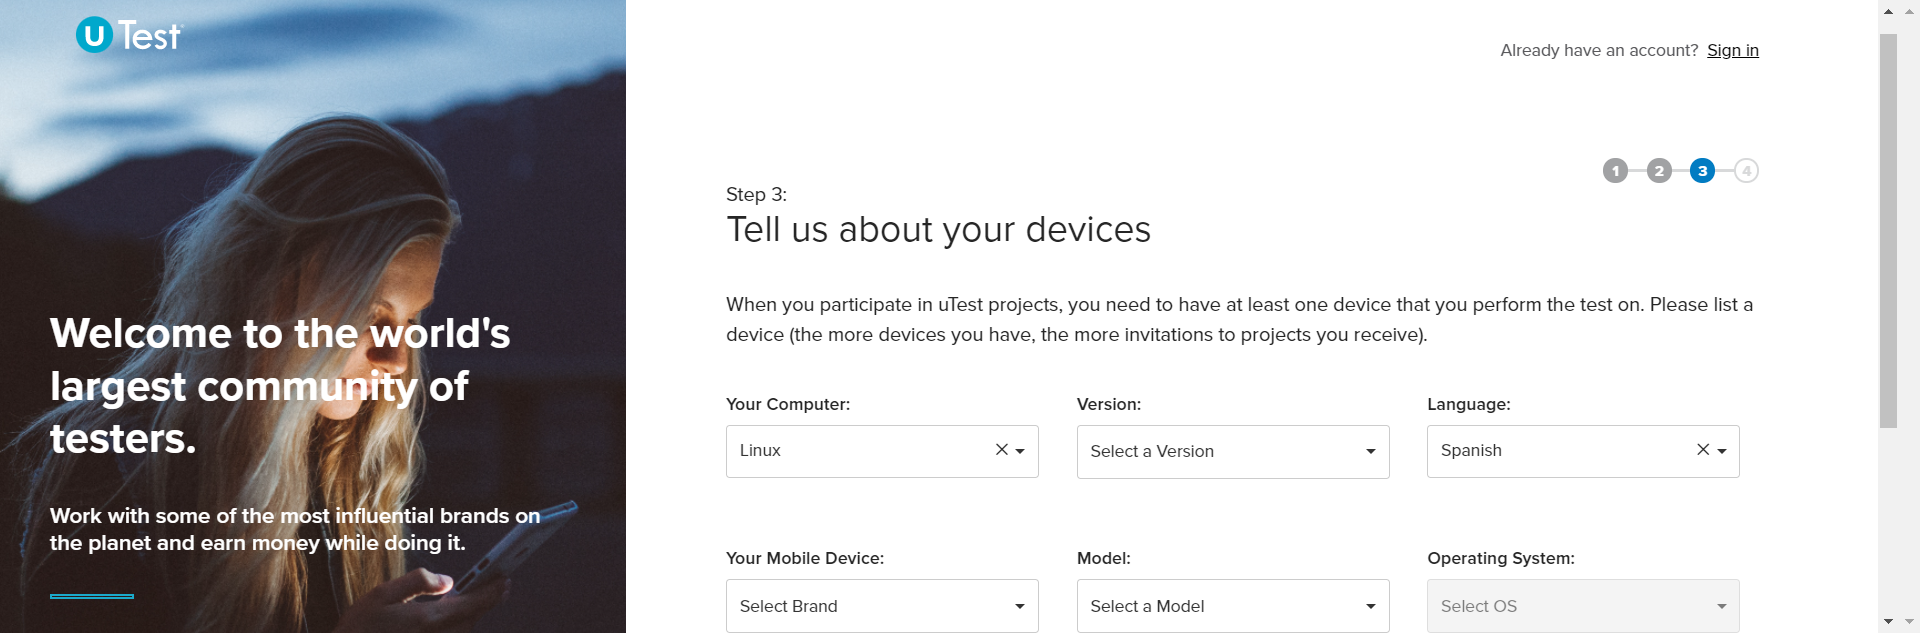 uTest
Already have an account? Sign in
1 2 3 4
Step 3:
Tell us about your devices
When you participate in uTest projects, you need to have at least one device that you perform the test on. Please list a
device (the more devices you have, the more invitations to projects you receive).
Your Computer: Version: Language:
Linux Select a Version Spanish
Your Mobile Device: Model: Operating System:
Select Brand Select a Model Select OS
Welcome to the world's
largest community of
testers.
Work with some of the most influential brands on
the planet and earn money while doing it.